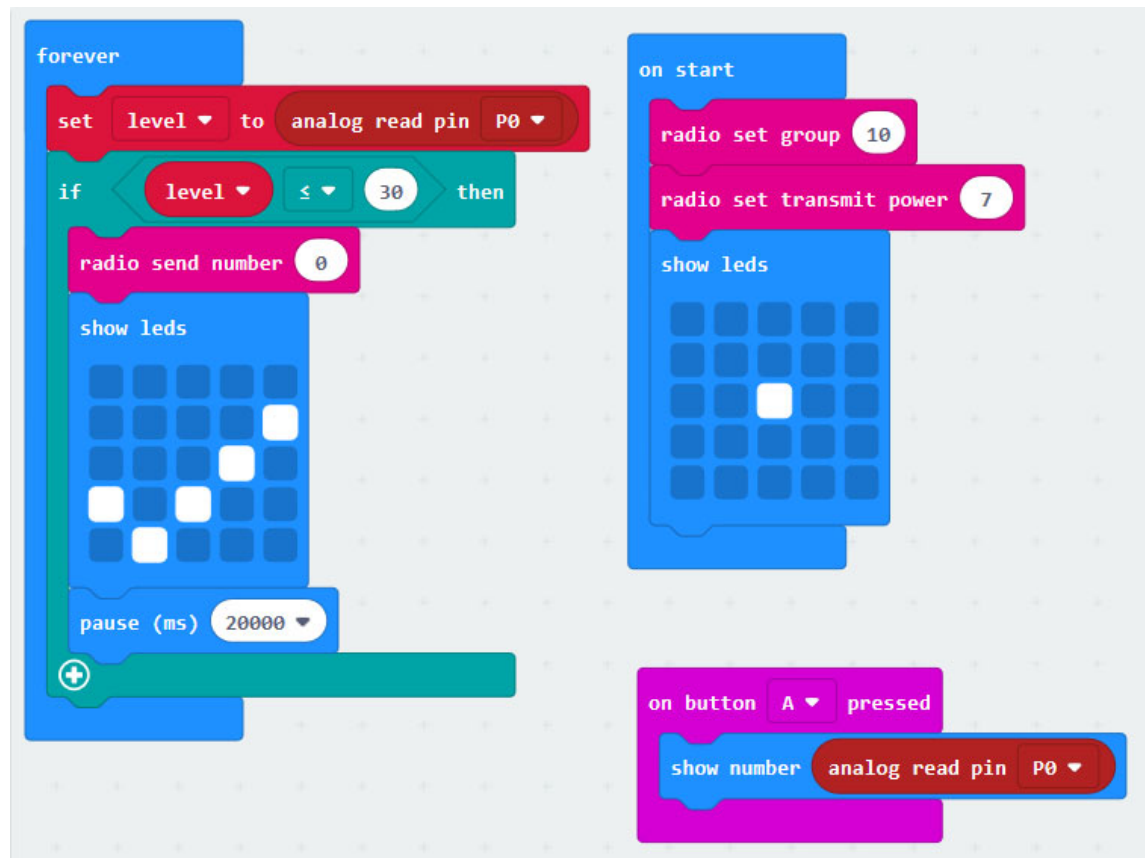 forever
set level to analog read pin P0
if level ≤ 30 then
radio send number 0
show leds
pause (ms) 20000
on start
radio set group 10
radio set transmit power 7
show leds
on button A pressed
show number analog read pin P0